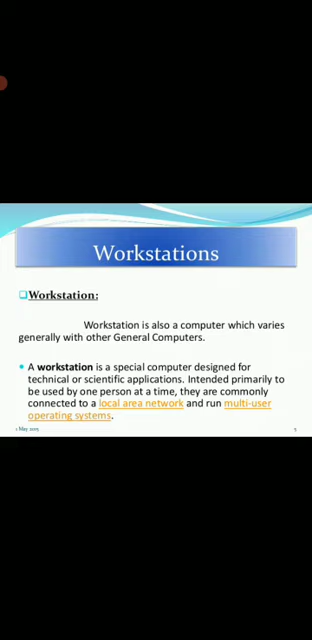 Workstations
Workstation:
Workstation is also a computer which varies
generally with other General Computers.
A workstation is a special computer designed for
technical or scientific applications. Intended primarily to
be used by one person at a time, they are commonly
connected to a local area network and run multi-user
operating systems.
5